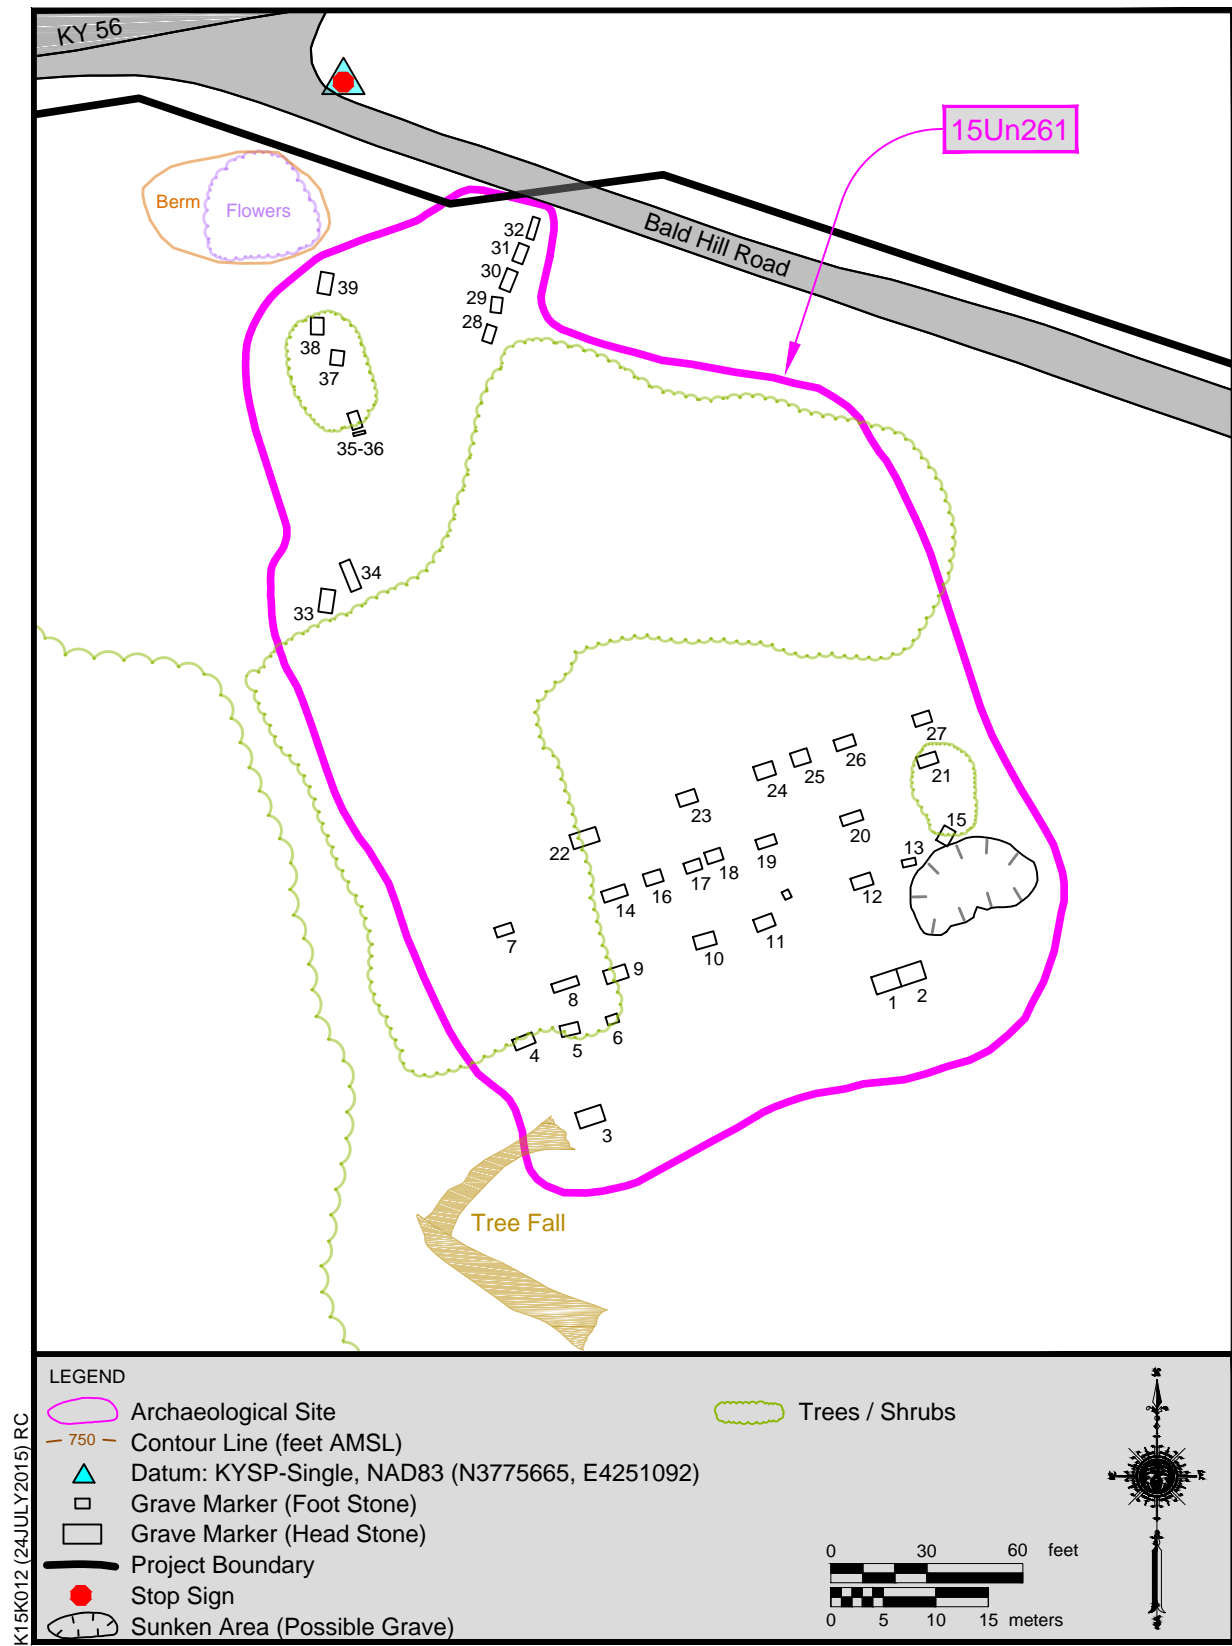 KY 56
15Un261
Bald Hill Road
Berm
Flowers
32
31
30
29
28
39
38
37
35-36
34
33
27
26
25
24
23
22
21
20
19
18
17
16
15
14
13
12
11
10
9
8
7
6
5
4
3
2
1
Tree Fall
LEGEND
Archaeological Site
750
Contour Line (feet AMSL)
Datum: KYSP-Single, NAD83 (N3775665, E4251092)
Grave Marker (Foot Stone)
Grave Marker (Head Stone)
Project Boundary
Stop Sign
Sunken Area (Possible Grave)
Trees / Shrubs
0 30 60 feet
0 5 10 15 meters
K15K012 (24JULY2015) RC